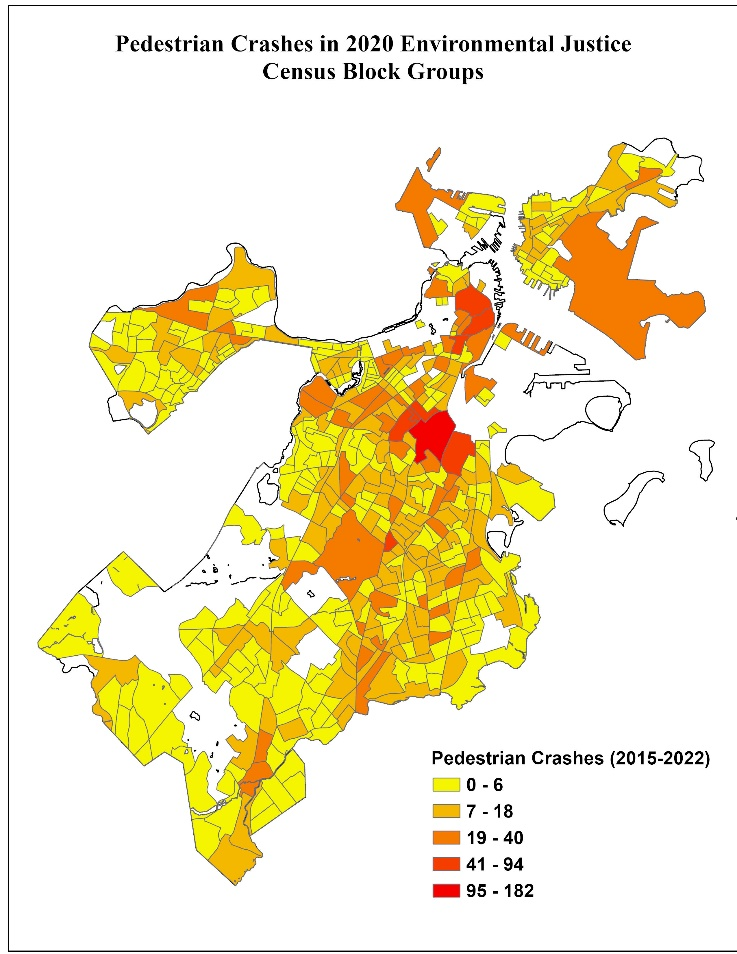 Pedestrian Crashes in 2020 Environmental Justice
Census Block Groups
Pedestrian Crashes (2015-2022)
0 - 6
7 - 18
19 - 40
41 - 94
95 - 182